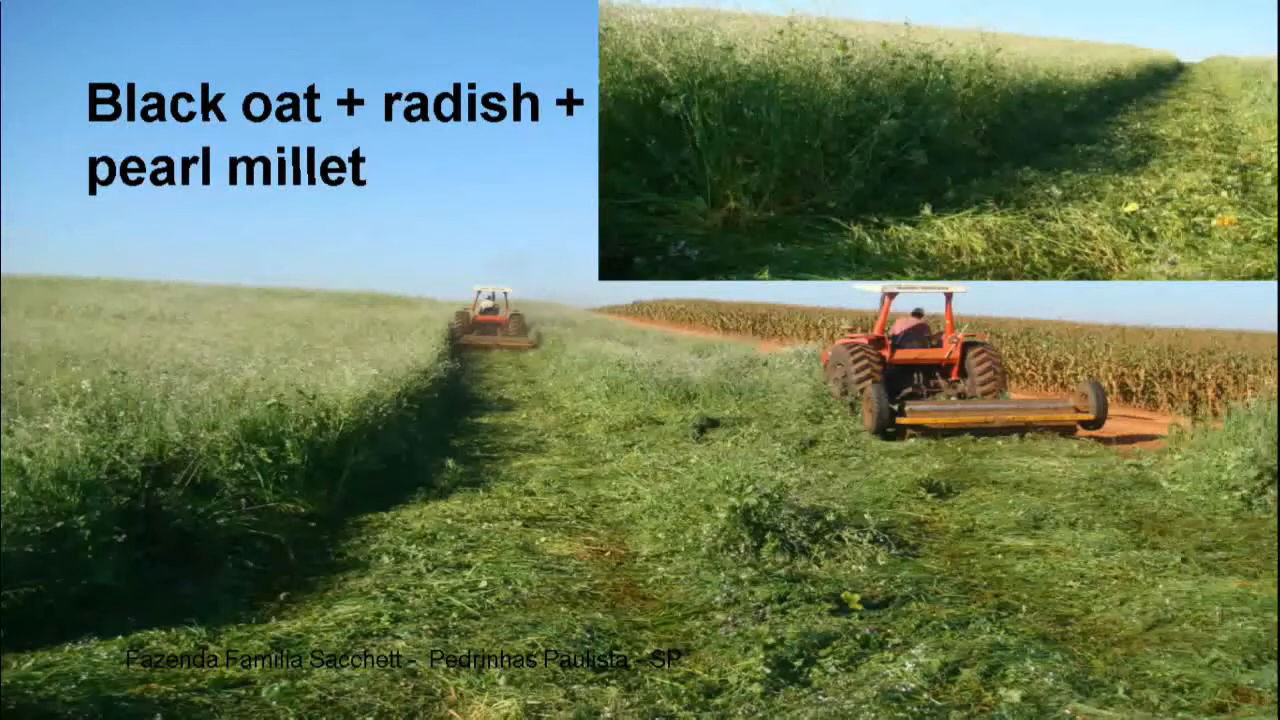 Black oat + radish +
pearl millet
Fazenda Familia Sacchett - Pedrinhas Paulista - SP